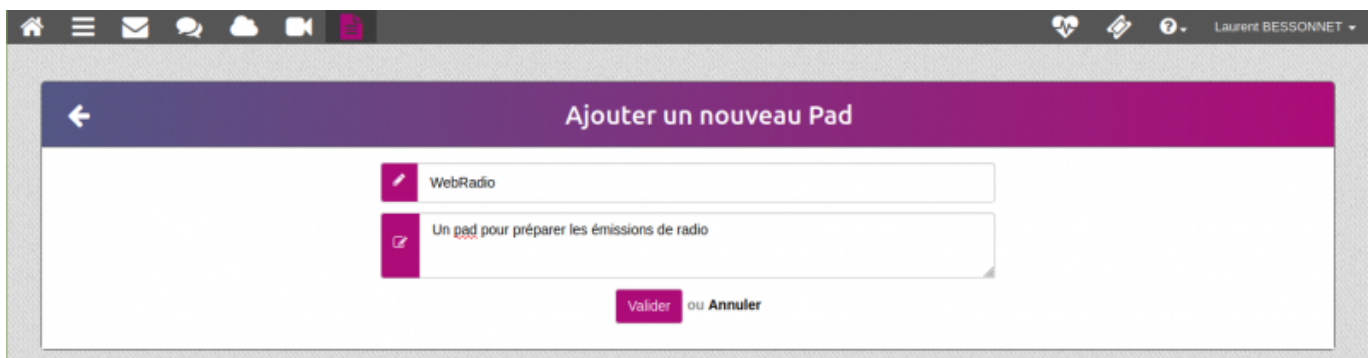 Laurent BESSONNET
Ajouter un nouveau Pad
WebRadio
Un pad pour préparer les émissions de radio
Valider ou Annuler